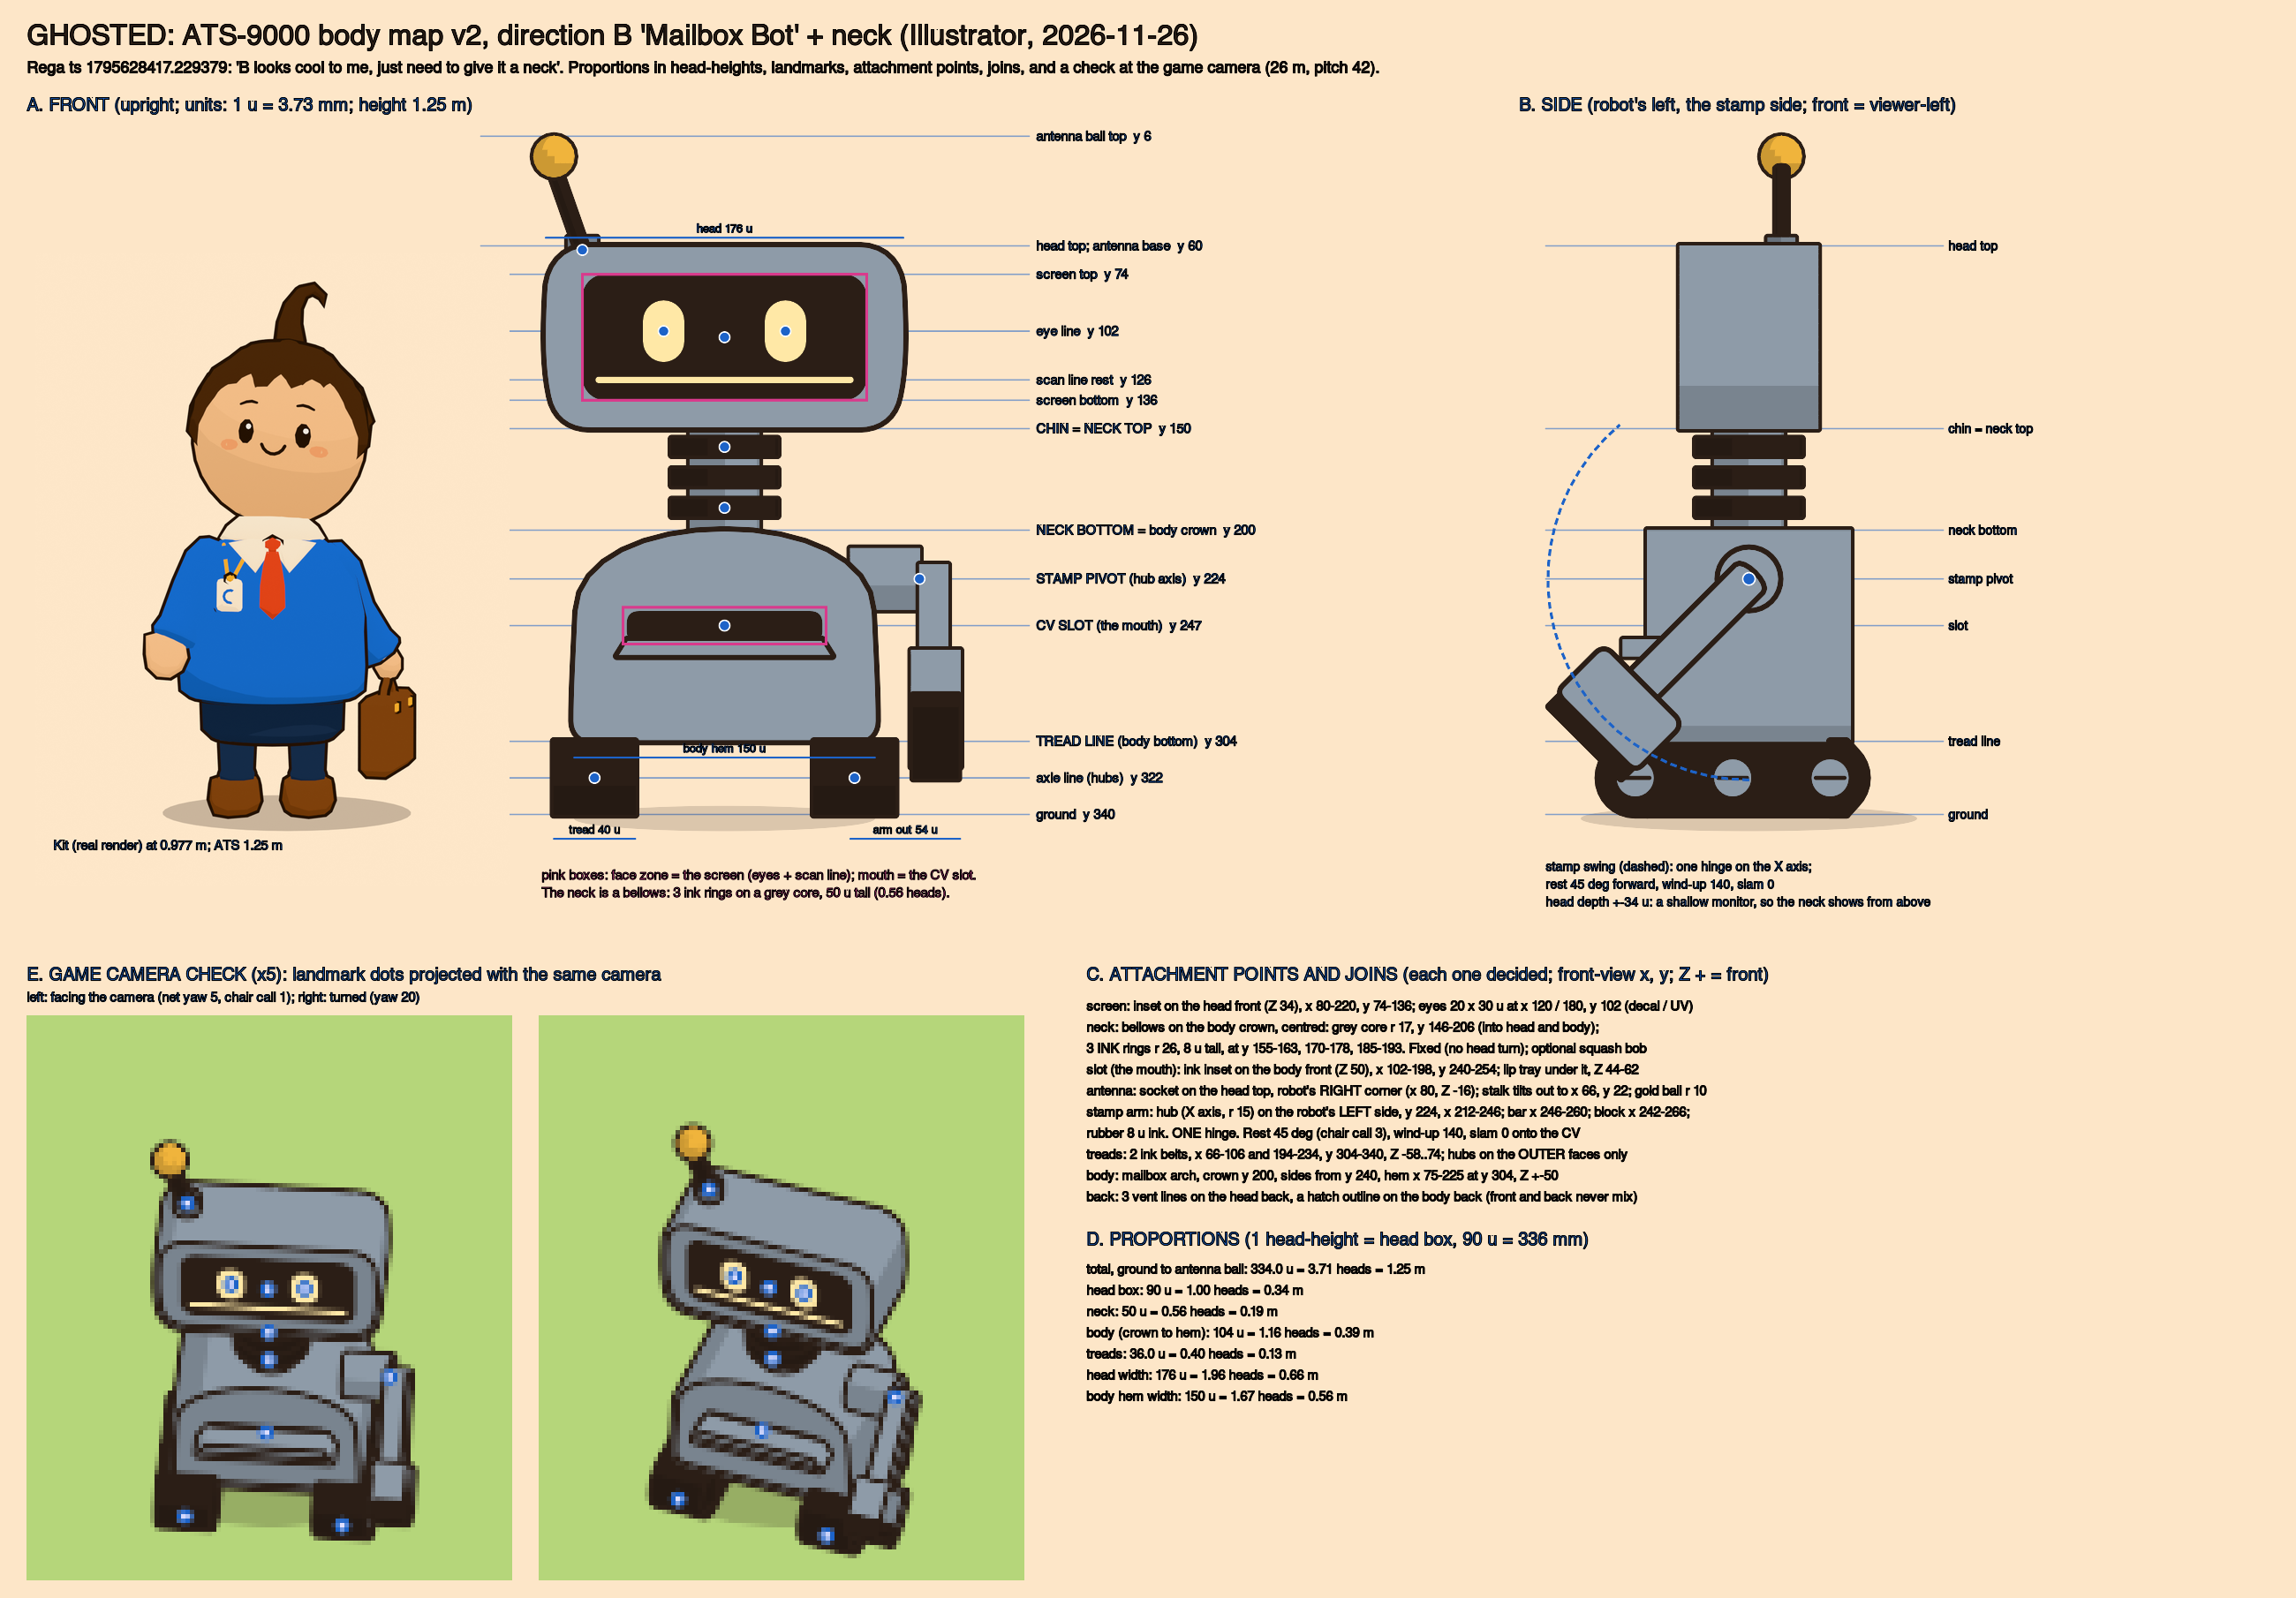 GHOSTED: ATS-9000 body map v2, direction B 'Mailbox Bot' + neck (Illustrator, 2026-11-26)
Rega ts 1795628417.229379: 'B looks cool to me, just need to give it a neck'. Proportions in head-heights, landmarks, attachment points, joins, and a check at the game camera (26 m, pitch 42).
A. FRONT (upright; units: 1 u = 3.73 mm; height 1.25 m)
antenna ball top y 6
head 176 u
head top; antenna base y 60
screen top y 74
eye line y 102
scan line rest y 126
screen bottom y 136
CHIN = NECK TOP y 150
NECK BOTTOM = body crown y 200
STAMP PIVOT (hub axis) y 224
CV SLOT (the mouth) y 247
TREAD LINE (body bottom) y 304
body hem 150 u
axle line (hubs) y 322
ground y 340
tread 40 u
arm out 54 u
Kit (real render) at 0.977 m; ATS 1.25 m
pink boxes: face zone = the screen (eyes + scan line); mouth = the CV slot.
The neck is a bellows: 3 ink rings on a grey core, 50 u tall (0.56 heads).
B. SIDE (robot's left, the stamp side; front = viewer-left)
head top
chin = neck top
neck bottom
stamp pivot
slot
tread line
ground
stamp swing (dashed): one hinge on the X axis;
rest 45 deg forward, wind-up 140, slam 0
head depth +-34 u: a shallow monitor, so the neck shows from above
E. GAME CAMERA CHECK (x5): landmark dots projected with the same camera
left: facing the camera (net yaw 5, chair call 1); right: turned (yaw 20)
C. ATTACHMENT POINTS AND JOINS (each one decided; front-view x, y; Z + = front)
screen: inset on the head front (Z 34), x 80-220, y 74-136; eyes 20 x 30 u at x 120 / 180, y 102 (decal / UV)
neck: bellows on the body crown, centred: grey core r 17, y 146-206 (into head and body);
3 INK rings r 26, 8 u tall, at y 155-163, 170-178, 185-193. Fixed (no head turn); optional squash bob
slot (the mouth): ink inset on the body front (Z 50), x 102-198, y 240-254; lip tray under it, Z 44-62
antenna: socket on the head top, robot's RIGHT corner (x 80, Z -16); stalk tilts out to x 66, y 22; gold ball r 10
stamp arm: hub (X axis, r 15) on the robot's LEFT side, y 224, x 212-246; bar x 246-260; block x 242-266;
rubber 8 u ink. ONE hinge. Rest 45 deg (chair call 3), wind-up 140, slam 0 onto the CV
treads: 2 ink belts, x 66-106 and 194-234, y 304-340, Z -58..74; hubs on the OUTER faces only
body: mailbox arch, crown y 200, sides from y 240, hem x 75-225 at y 304, Z +-50
back: 3 vent lines on the head back, a hatch outline on the body back (front and back never mix)
D. PROPORTIONS (1 head-height = head box, 90 u = 336 mm)
total, ground to antenna ball: 334.0 u = 3.71 heads = 1.25 m
head box: 90 u = 1.00 heads = 0.34 m
neck: 50 u = 0.56 heads = 0.19 m
body (crown to hem): 104 u = 1.16 heads = 0.39 m
treads: 36.0 u = 0.40 heads = 0.13 m
head width: 176 u = 1.96 heads = 0.66 m
body hem width: 150 u = 1.67 heads = 0.56 m